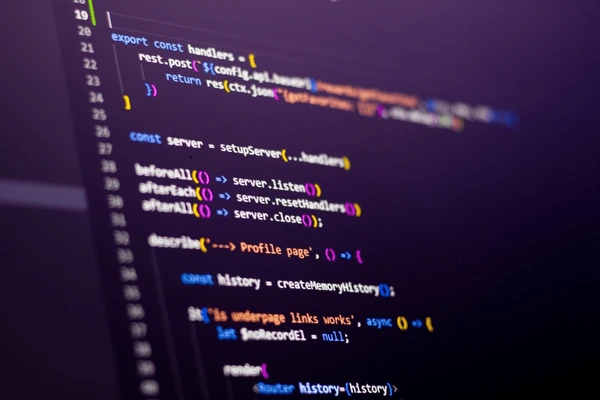 19
20 export const handlers = [
21 rest.post(`${config.api.baseUrl}
22 return res(ctx.json(
23 })
24 ]
25
26 const server = setupServer(...handlers)
27
28 beforeAll(() => server.listen())
29 afterEach(() => server.resetHandlers())
30 afterAll(() => server.close());
31
32 describe('---> Profile page', () => {
33
34 const history = createMemoryHistory();
35
36 it('is underpage links works', async () => {
37 let $noRecordEl = null;
38
39 render(
40 <Router history={history}>